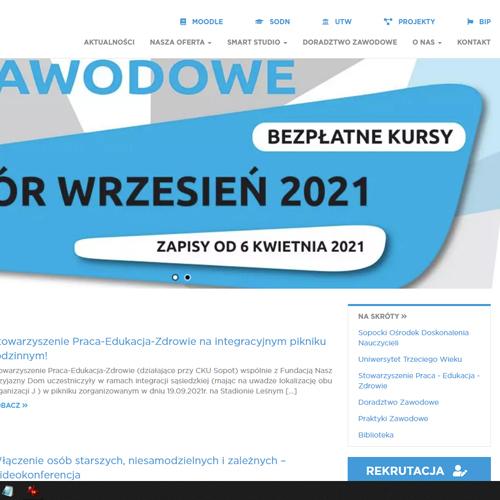 MOODLE SODN UTW PROJEKTY BIP
AKTUALNOŚCI NASZA OFERTA SMART STUDIO DORADZTWO ZAWODOWE O NAS KONTAKT
AWODOWE
BEZPŁATNE KURSY
ÓR WRZESIEŃ 2021
ZAPISY OD 6 KWIETNIA 2021
NA SKRÓTY »
Sopocki Ośrodek Doskonalenia
Nauczycieli
Uniwersytet Trzeciego Wieku
Stowarzyszenie Praca - Edukacja -
Zdrowie
Doradztwo Zawodowe
Praktyki Zawodowe
Biblioteka
REKRUTACJA
towarzyszenie Praca-Edukacja-Zdrowie na integracyjnym pikniku
odzinnym!
owarzyszenie Praca-Edukacja-Zdrowie (działające przy CKU Sopot) wspólnie z Fundacją Nasz
zyjazny Dom uczestniczyły w ramach integracji sąsiedzkiej (mając na uwadze lokalizację obu
ganizacji J ) w pikniku zorganizowanym w dniu 19.09.2021r. na Stadionie Leśnym [...]
OBACZ »
łączenie osób starszych, niesamodzielnych i zależnych –
ideokonferencja